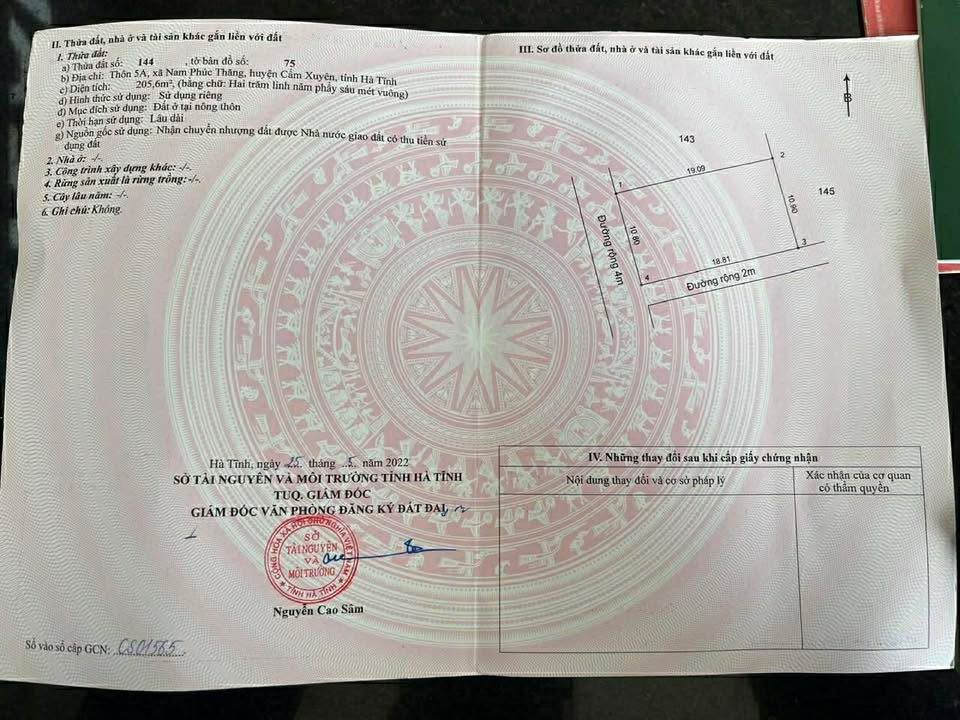 II. Thửa đất, nhà ở và tài sản khác gắn liền với đất
1. Thửa đất:
a) Thửa đất số: 144 , tờ bản đồ số: 75
b) Địa chỉ: Thôn 5A, xã Nam Phúc Thăng, huyện Cẩm Xuyên, tỉnh Hà Tĩnh
c) Diện tích: 205,6m², (bằng chữ: Hai trăm linh năm phẩy sáu mét vuông)
d) Hình thức sử dụng: Sử dụng riêng
đ) Mục đích sử dụng: Đất ở tại nông thôn
e) Thời hạn sử dụng: Lâu dài
g) Nguồn gốc sử dụng: Nhận chuyển nhượng đất được Nhà nước giao đất có thu tiền sử
dụng đất
2. Nhà ở: -/-.
3. Công trình xây dựng khác: -/-.
4. Rừng sản xuất là rừng trồng: -/-.
5. Cây lâu năm: -/-.
6. Ghi chú: Không.
Hà Tĩnh, ngày 25 tháng 5 năm 2022
SỞ TÀI NGUYÊN VÀ MÔI TRƯỜNG TỈNH HÀ TĨNH
TUQ. GIÁM ĐỐC
GIÁM ĐỐC VĂN PHÒNG ĐĂNG KÝ ĐẤT ĐAI
CỘNG HÒA XÃ HỘI CHỦ NGHĨA VIỆT NAM
SỞ
TÀI NGUYÊN
VÀ
MÔI TRƯỜNG
TỈNH HÀ TĨNH
Nguyễn Cao Sâm
Số vào sổ cấp GCN: CS01565
III. Sơ đồ thửa đất, nhà ở và tài sản khác gắn liền với đất
B
143
2
19.09
1
145
10.90
10.80
Đường rộng 4m
3
18.81
4
Đường rộng 2m
IV. Những thay đổi sau khi cấp giấy chứng nhận
Nội dung thay đổi và cơ sở pháp lý
Xác nhận của cơ quan
có thẩm quyền